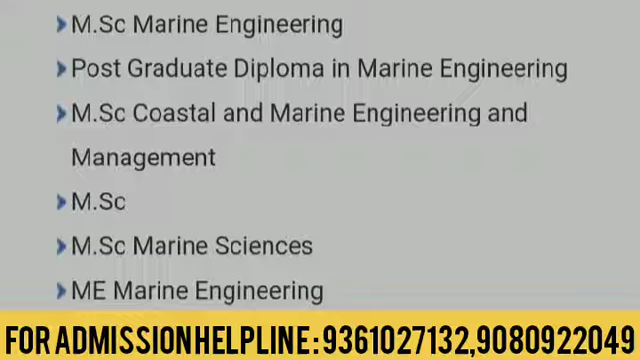 M.Sc Marine Engineering
Post Graduate Diploma in Marine Engineering
M.Sc Coastal and Marine Engineering and
Management
M.Sc
M.Sc Marine Sciences
ME Marine Engineering
FOR ADMISSION HELPLINE : 9361027132,9080922049